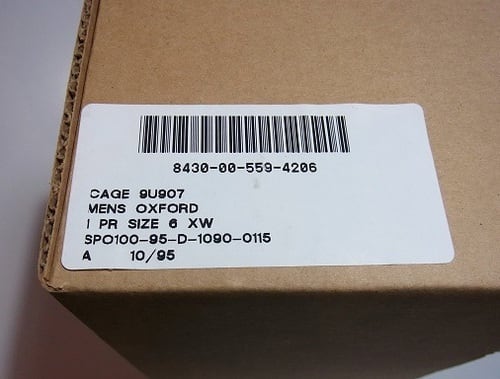 8430-00-559-4206
CAGE 9U907
MENS OXFORD
1 PR SIZE 6 XW
SPO100-95-D-1090-0115
A 10/95